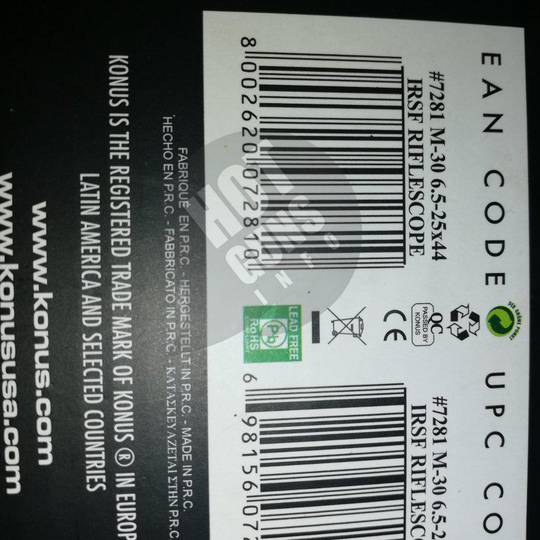 EAN CODE
UPC CO
#7281 M-30 6.5-25x44
IRSF RIFLESCOPE
8 002620 072810
QC
PASSED BY
KONUS
CE
LEAD FREE
Pb
RoHS
#7281 M-30 6.5-2
IRSF RIFLESC
6 98156 07
FABRIQUÉ EN P.R.C. - HERGESTELLT IN P.R.C. - MADE IN P.R.C.
HECHO EN P.R.C. - FABBRICATO IN P.R.C. - ΚΑΤΑΣΚΕΥΑΖΕΤΑΙ ΣΤΗΝ P.R.C
KONUS IS THE REGISTERED TRADE MARK OF KONUS ® IN EUROP
LATIN AMERICA AND SELECTED COUNTRIES
www.konus.com
www.konususa.com